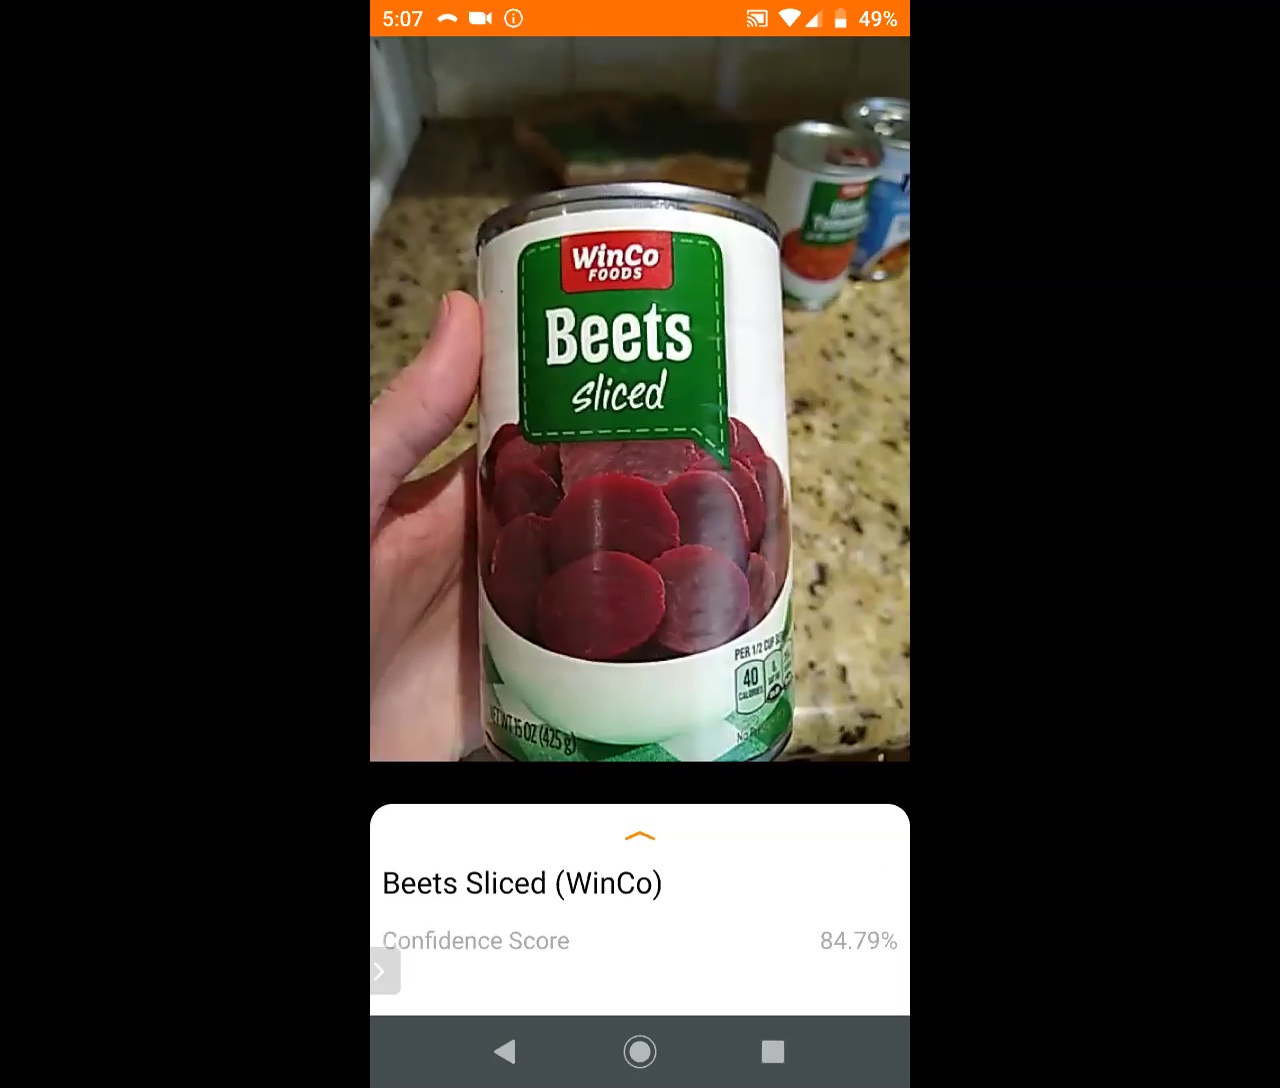 5:07
49%
WinCo
FOODS
Beets
sliced
PER 1/2 CUP
40
CALORIES
NET WT 15 OZ (425 g)
Beets Sliced (WinCo)
Confidence Score
84.79%